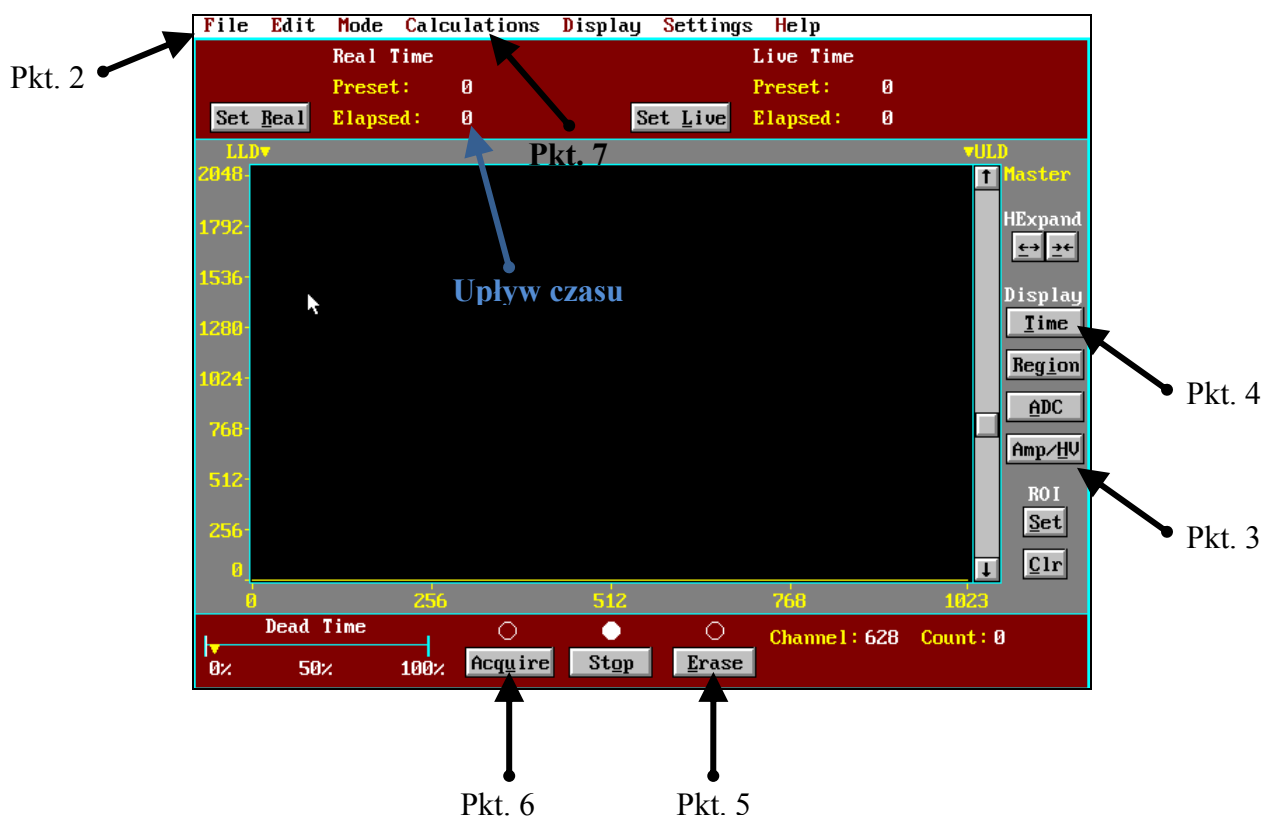 File Edit Mode Calculations Display Settings Help
Pkt. 2
Real Time
Preset: 0
Set Real Elapsed: 0
Live Time
Preset: 0
Set Live Elapsed: 0
Pkt. 7
LLD▼
▼ULD
2048
1792
1536
1280
1024
768
512
256
0
0 256 512 768 1023
Upływ czasu
↑
↓
Master
HExpand
←→ →←
Display
Time
Region
ADC
Amp/HV
ROI
Set
Clr
Pkt. 4
Pkt. 3
Dead Time
0% 50% 100%
Acquire Stop Erase
Channel: 628 Count: 0
Pkt. 6 Pkt. 5